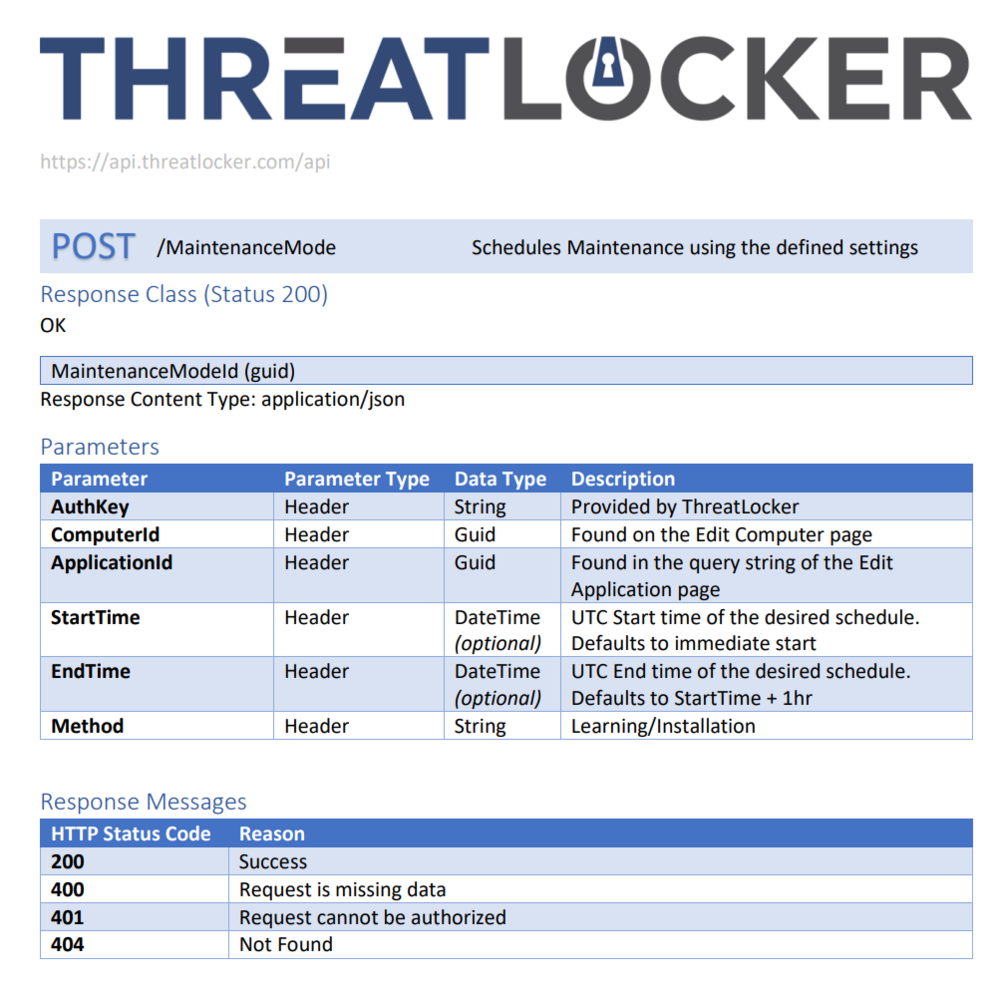 THREATLOCKER
https://api.threatlocker.com/api
POST /MaintenanceMode Schedules Maintenance using the defined settings
Response Class (Status 200)
OK
MaintenanceModeId (guid)
Response Content Type: application/json
Parameters
Parameter Parameter Type Data Type Description
AuthKey Header String Provided by ThreatLocker
ComputerId Header Guid Found on the Edit Computer page
ApplicationId Header Guid Found in the query string of the Edit
Application page
StartTime Header DateTime UTC Start time of the desired schedule.
(optional) Defaults to immediate start
EndTime Header DateTime UTC End time of the desired schedule.
(optional) Defaults to StartTime + 1hr
Method Header String Learning/Installation
Response Messages
HTTP Status Code Reason
200 Success
400 Request is missing data
401 Request cannot be authorized
404 Not Found